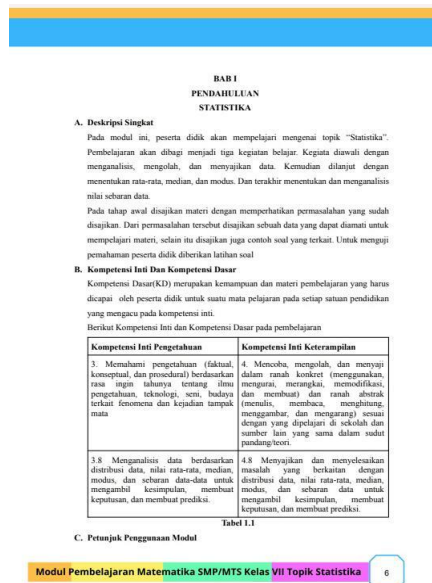 BAB I
PENDAHULUAN
STATISTIKA
A. Deskripsi Singkat
Pada modul ini, peserta didik akan mempelajari mengenai topik “Statistika”.
Pembelajaran akan dibagi menjadi tiga kegiatan belajar. Kegiata diawali dengan
menganalisis, mengolah, dan menyajikan data. Kemudian dilanjut dengan
menentukan rata-rata, median, dan modus. Dan terakhir menentukan dan menganalisis
nilai sebaran data.
Pada tahap awal disajikan materi dengan memperhatikan permasalahan yang sudah
disajikan. Dari permasalahan tersebut disajikan sebuah data yang dapat diamati untuk
mempelajari materi, selain itu disajikan juga contoh soal yang terkait. Untuk menguji
pemahaman peserta didik diberikan latihan soal
B. Kompetensi Inti Dan Kompetensi Dasar
Kompetensi Dasar(KD) merupakan kemampuan dan materi pembelajaran yang harus
dicapai oleh peserta didik untuk suatu mata pelajaran pada setiap satuan pendidikan
yang mengacu pada kompetensi inti.
Berikut Kompetensi Inti dan Kompetensi Dasar pada pembelajaran
Kompetensi Inti Pengetahuan
3. Memahami pengetahuan (faktual,
konseptual, dan prosedural) berdasarkan
rasa ingin tahunya tentang ilmu
pengetahuan, teknologi, seni, budaya
terkait fenomena dan kejadian tampak
mata
Kompetensi Inti Keterampilan
4. Mencoba, mengolah, dan menyaji
dalam ranah konkret (menggunakan,
mengurai, merangkai, memodifikasi,
dan membuat) dan ranah abstrak
(menulis, membaca, menghitung,
menggambar, dan mengarang) sesuai
dengan yang dipelajari di sekolah dan
sumber lain yang sama dalam sudut
pandang/teori.
3.8 Menganalisis data berdasarkan
distribusi data, nilai rata-rata, median,
modus, dan sebaran data-data untuk
mengambil kesimpulan, membuat
keputusan, dan membuat prediksi.
4.8 Menyajikan dan menyelesaikan
masalah yang berkaitan dengan
distribusi data, nilai rata-rata, median,
modus, dan sebaran data untuk
mengambil kesimpulan, membuat
keputusan, dan membuat prediksi.
Tabel 1.1
C. Petunjuk Penggunaan Modul
Modul Pembelajaran Matematika SMP/MTS Kelas VII Topik Statistika
6